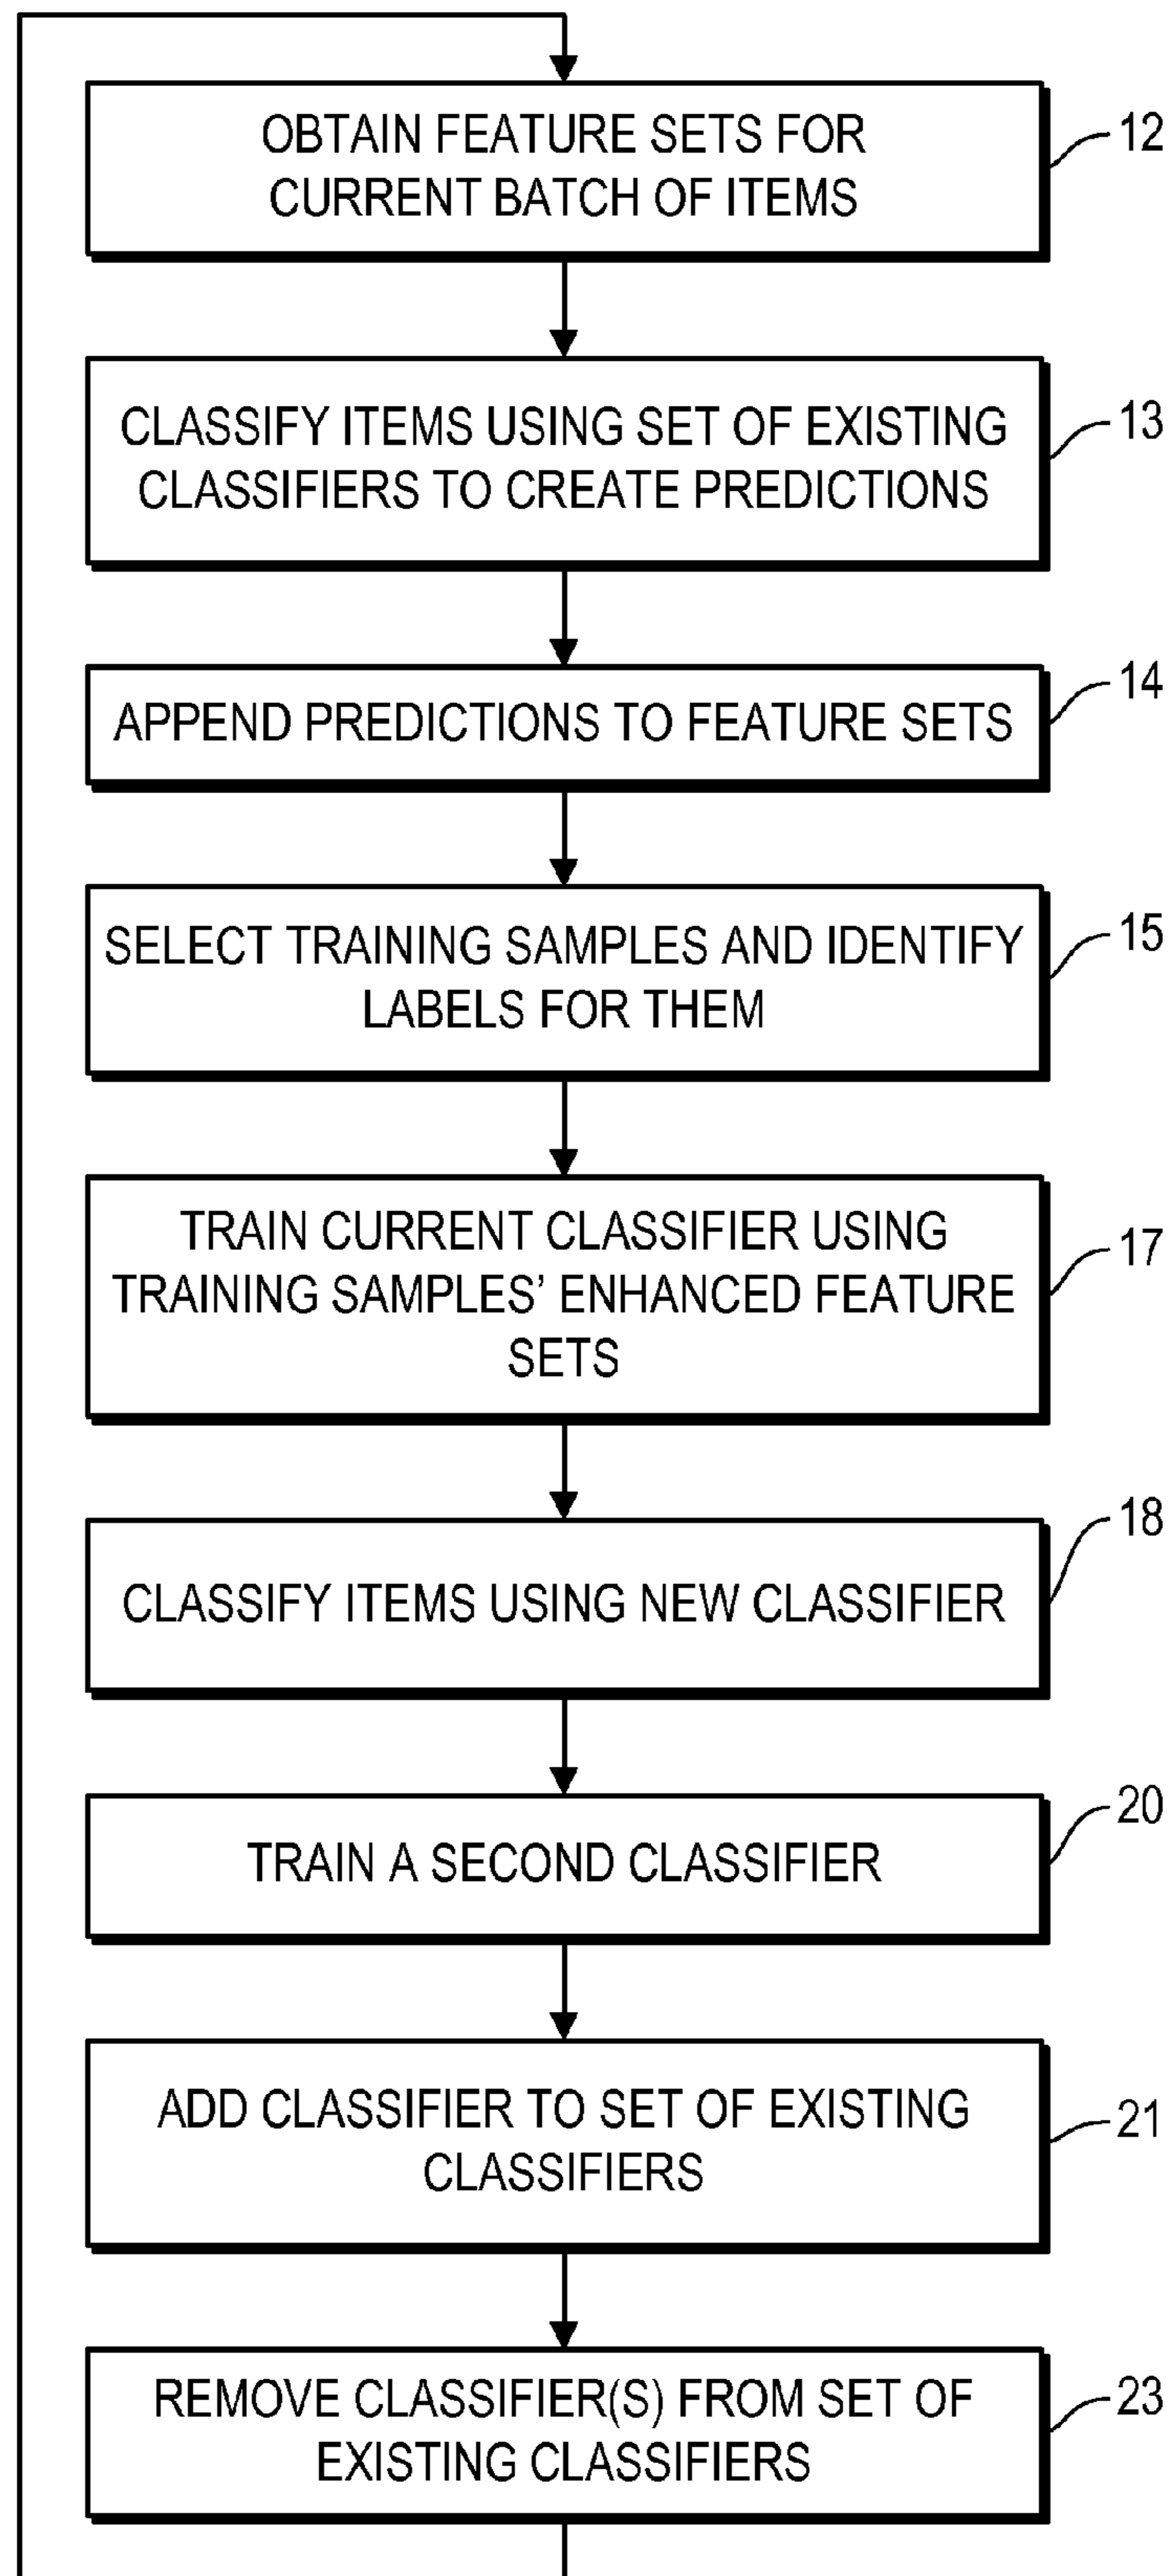 OBTAIN FEATURE SETS FOR
CURRENT BATCH OF ITEMS
12
CLASSIFY ITEMS USING SET OF EXISTING
CLASSIFIERS TO CREATE PREDICTIONS
13
APPEND PREDICTIONS TO FEATURE SETS
14
SELECT TRAINING SAMPLES AND IDENTIFY
LABELS FOR THEM
15
TRAIN CURRENT CLASSIFIER USING
TRAINING SAMPLES’ ENHANCED FEATURE
SETS
17
CLASSIFY ITEMS USING NEW CLASSIFIER
18
TRAIN A SECOND CLASSIFIER
20
ADD CLASSIFIER TO SET OF EXISTING
CLASSIFIERS
21
REMOVE CLASSIFIER(S) FROM SET OF
EXISTING CLASSIFIERS
23